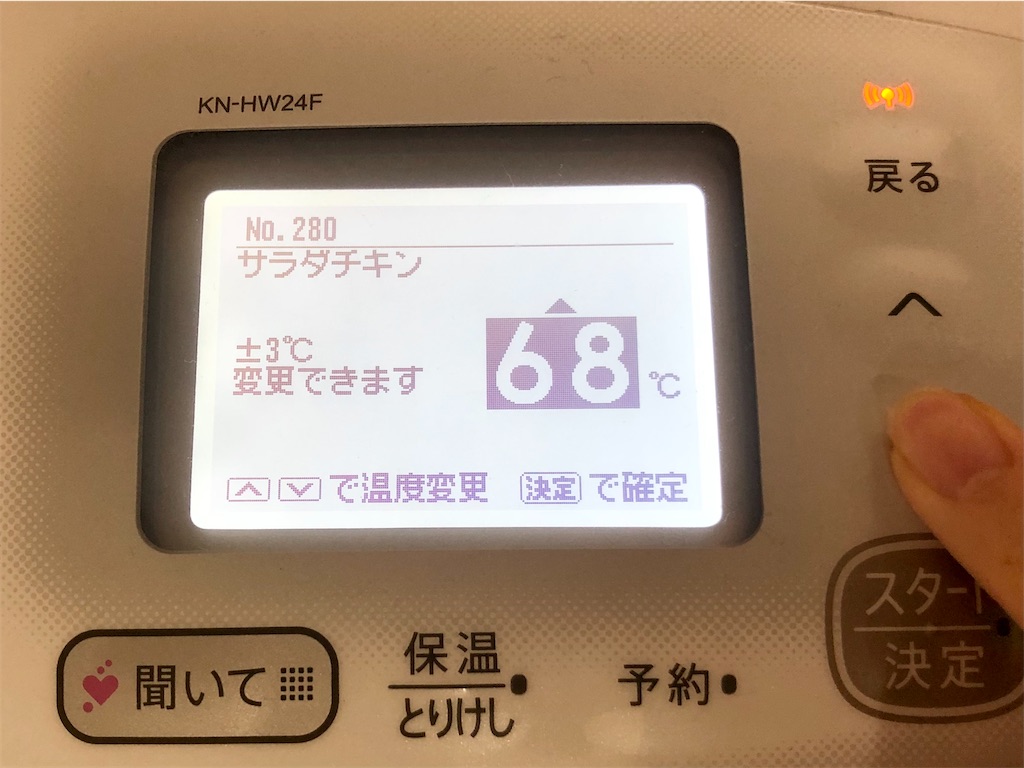 KN-HW24F
No. 280
サラダチキン
±3℃
変更できます
68℃
で温度変更 決定 で確定
戻る
スタート
決定
聞いて
保温
とりけし
予約